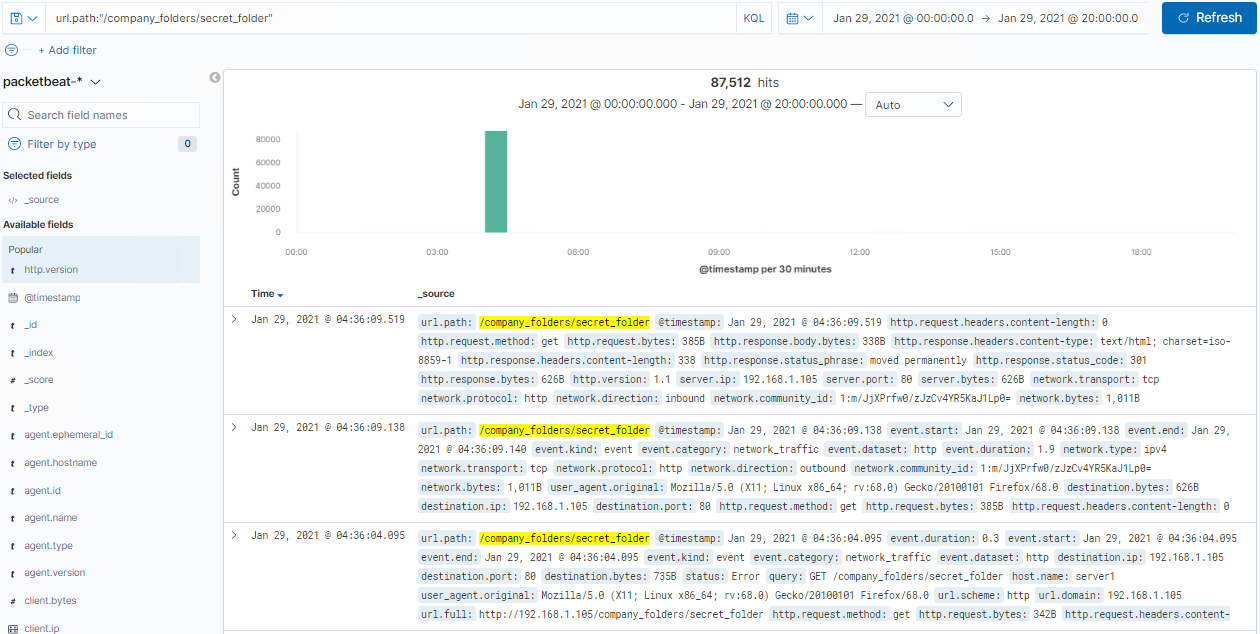 url.path:"/company_folders/secret_folder"
KQL
Jan 29, 2021 @ 00:00:00.0 → Jan 29, 2021 @ 20:00:00.0
Refresh
+ Add filter
packetbeat-*
Search field names
Filter by type 0
Selected fields
</> _source
Available fields
Popular
t http.version
@timestamp
t _id
t _index
# _score
t _type
t agent.ephemeral_id
t agent.hostname
t agent.id
t agent.name
t agent.type
t agent.version
# client.bytes
client.ip
87,512 hits
Jan 29, 2021 @ 00:00:00.000 - Jan 29, 2021 @ 20:00:00.000 — Auto
Count
80000
60000
40000
20000
0
00:00 03:00 06:00 09:00 12:00 15:00 18:00
@timestamp per 30 minutes
Time _source
Jan 29, 2021 @ 04:36:09.519
url.path: /company_folders/secret_folder @timestamp: Jan 29, 2021 @ 04:36:09.519 http.request.headers.content-length: 0
http.request.method: get http.request.bytes: 385B http.response.body.bytes: 338B http.response.headers.content-type: text/html; charset=iso-
8859-1 http.response.headers.content-length: 338 http.response.status_phrase: moved permanently http.response.status_code: 301
http.response.bytes: 626B http.version: 1.1 server.ip: 192.168.1.105 server.port: 80 server.bytes: 626B network.transport: tcp
network.protocol: http network.direction: inbound network.community_id: 1:m/JjXPrfw0/zJzCv4YR5KaJ1Lp0= network.bytes: 1,011B
Jan 29, 2021 @ 04:36:09.138
url.path: /company_folders/secret_folder @timestamp: Jan 29, 2021 @ 04:36:09.138 event.start: Jan 29, 2021 @ 04:36:09.138 event.end: Jan 29,
2021 @ 04:36:09.140 event.kind: event event.category: network_traffic event.dataset: http event.duration: 1.9 network.type: ipv4
network.transport: tcp network.protocol: http network.direction: outbound network.community_id: 1:m/JjXPrfw0/zJzCv4YR5KaJ1Lp0=
network.bytes: 1,011B user_agent.original: Mozilla/5.0 (X11; Linux x86_64; rv:68.0) Gecko/20100101 Firefox/68.0 destination.bytes: 626B
destination.ip: 192.168.1.105 destination.port: 80 http.request.method: get http.request.bytes: 385B http.request.headers.content-length: 0
Jan 29, 2021 @ 04:36:04.095
url.path: /company_folders/secret_folder @timestamp: Jan 29, 2021 @ 04:36:04.095 event.duration: 0.3 event.start: Jan 29, 2021 @ 04:36:04.095
event.end: Jan 29, 2021 @ 04:36:04.095 event.kind: event event.category: network_traffic event.dataset: http destination.ip: 192.168.1.105
destination.port: 80 destination.bytes: 735B status: Error query: GET /company_folders/secret_folder host.name: server1
user_agent.original: Mozilla/5.0 (X11; Linux x86_64; rv:68.0) Gecko/20100101 Firefox/68.0 url.scheme: http url.domain: 192.168.1.105
url.full: http://192.168.1.105/company_folders/secret_folder http.request.method: get http.request.bytes: 342B http.request.headers.content-